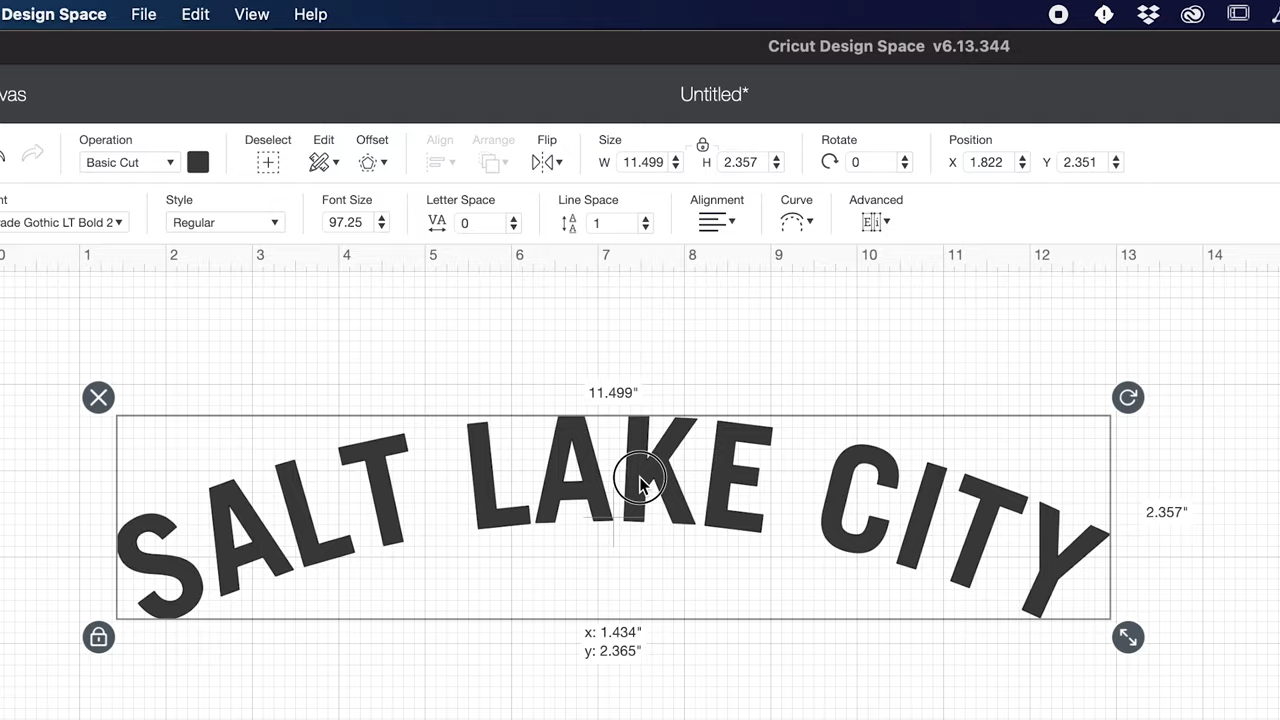 Design Space File Edit View Help
Cricut Design Space v6.13.344
vas Untitled*
Operation Deselect Edit Offset Align Arrange Flip Size Rotate Position
Basic Cut W 11.499 H 2.357 0 X 1.822 Y 2.351
nt Style Font Size Letter Space Line Space Alignment Curve Advanced
ade Gothic LT Bold 2 Regular 97.25 VA 0 1
0 1 2 3 4 5 6 7 8 9 10 11 12 13 14
11.499"
SALT LAKE CITY
2.357"
x: 1.434"
y: 2.365"